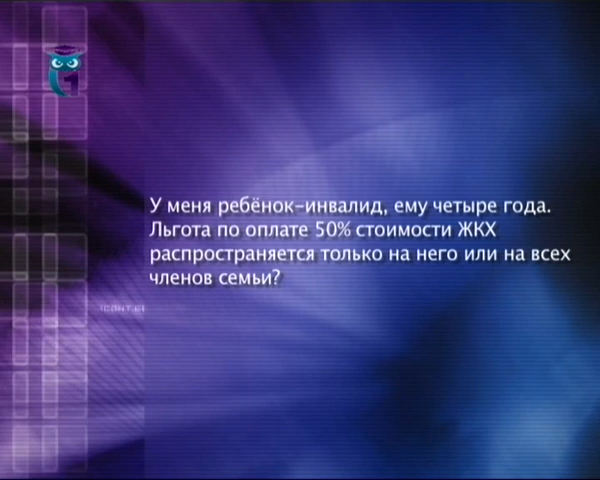 1
У меня ребёнок-инвалид, ему четыре года.
Льгота по оплате 50% стоимости ЖКХ
распространяется только на него или на всех
членов семьи?